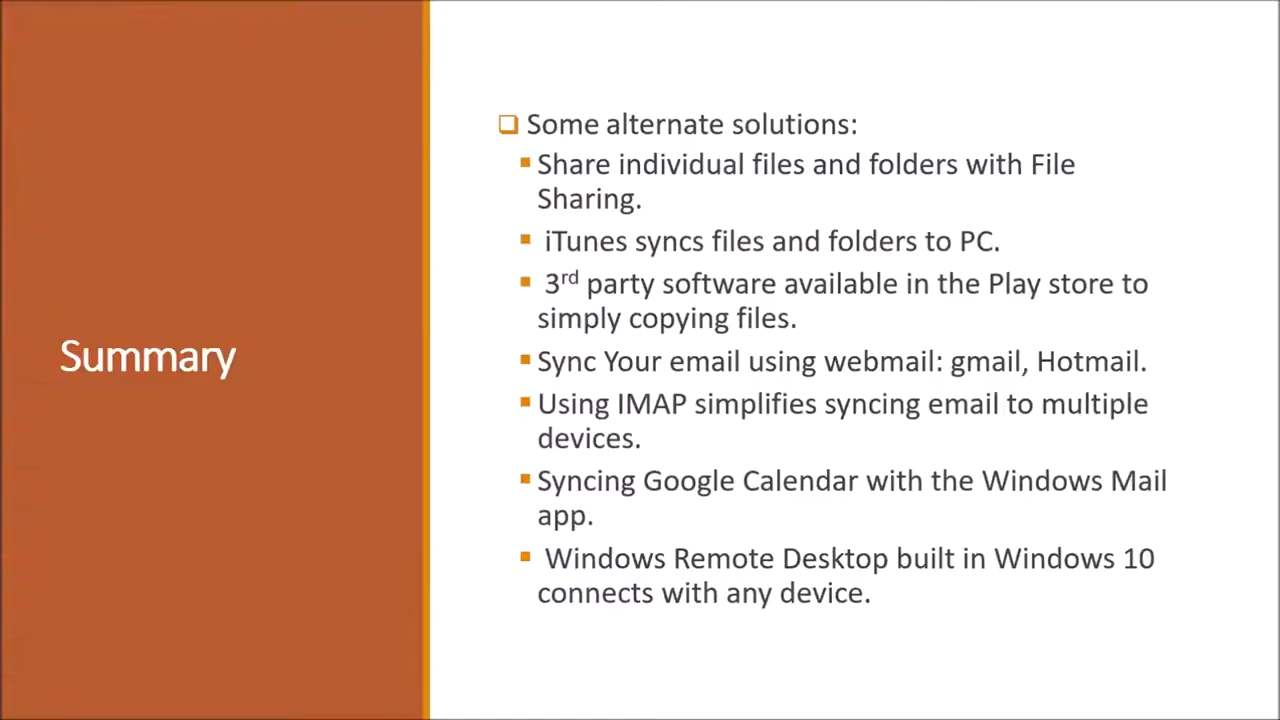 Summary
Some alternate solutions:
Share individual files and folders with File
Sharing.
iTunes syncs files and folders to PC.
3rd party software available in the Play store to
simply copying files.
Sync Your email using webmail: gmail, Hotmail.
Using IMAP simplifies syncing email to multiple
devices.
Syncing Google Calendar with the Windows Mail
app.
Windows Remote Desktop built in Windows 10
connects with any device.